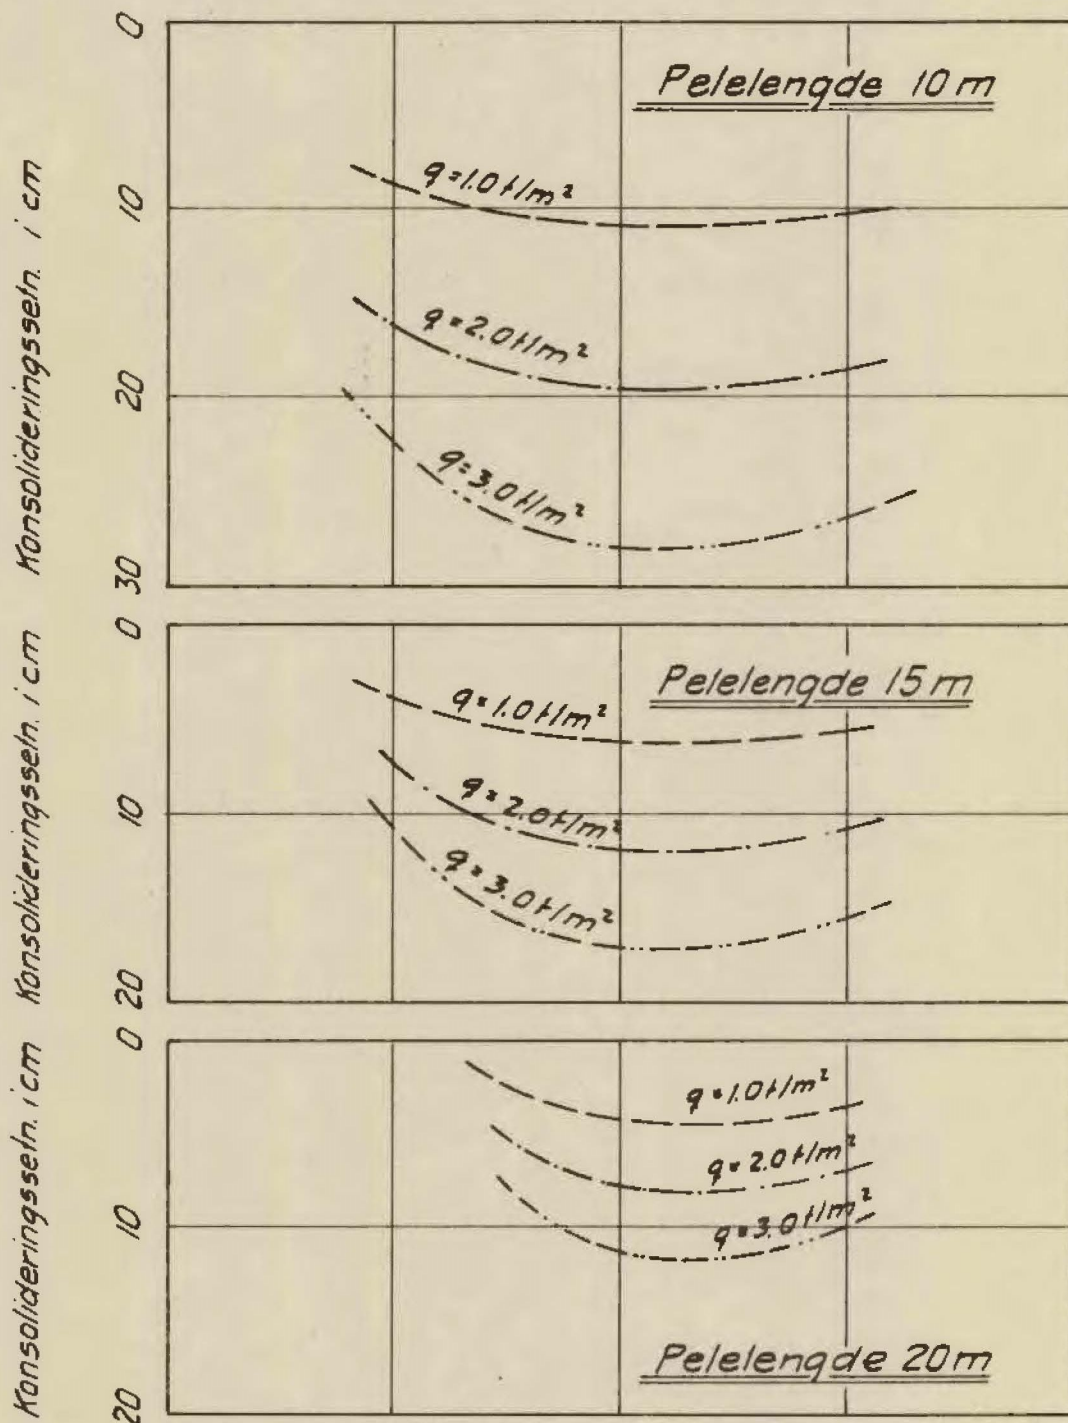 Konsolideringssetn. i cm
0
10
20
30
Pelelengde 10 m
q=1.0 t/m²
q=2.0 t/m²
q=3.0 t/m²
Konsolideringssetn. i cm
0
10
20
Pelelengde 15 m
q=1.0 t/m²
q=2.0 t/m²
q=3.0 t/m²
Konsolideringssetn. i cm
0
10
20
q=1.0 t/m²
q=2.0 t/m²
q=3.0 t/m²
Pelelengde 20 m